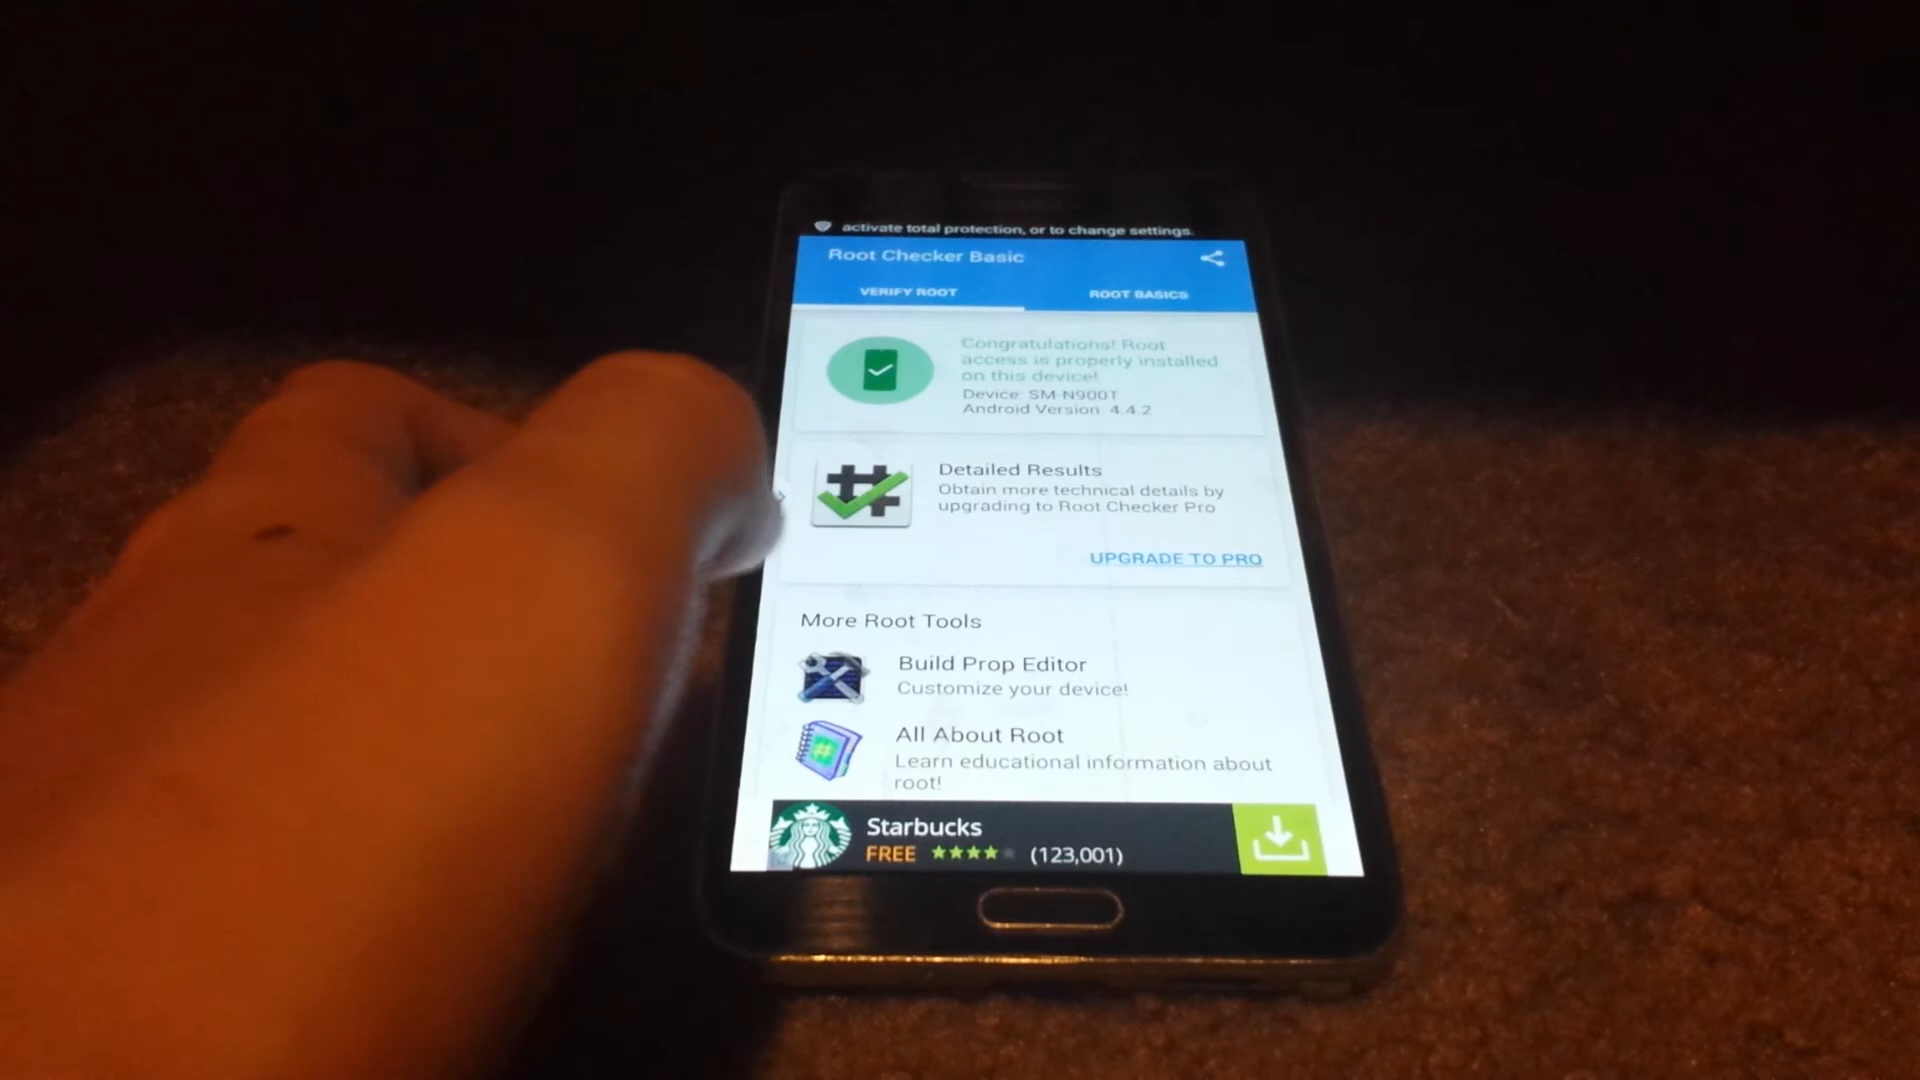 activate total protection, or to change settings.
Root Checker Basic
VERIFY ROOT
ROOT BASICS
Congratulations! Root
access is properly installed
on this device!
Device: SM-N900T
Android Version: 4.4.2
Detailed Results
Obtain more technical details by
upgrading to Root Checker Pro
UPGRADE TO PRO
More Root Tools
Build Prop Editor
Customize your device!
All About Root
Learn educational information about
root!
Starbucks
FREE (123,001)